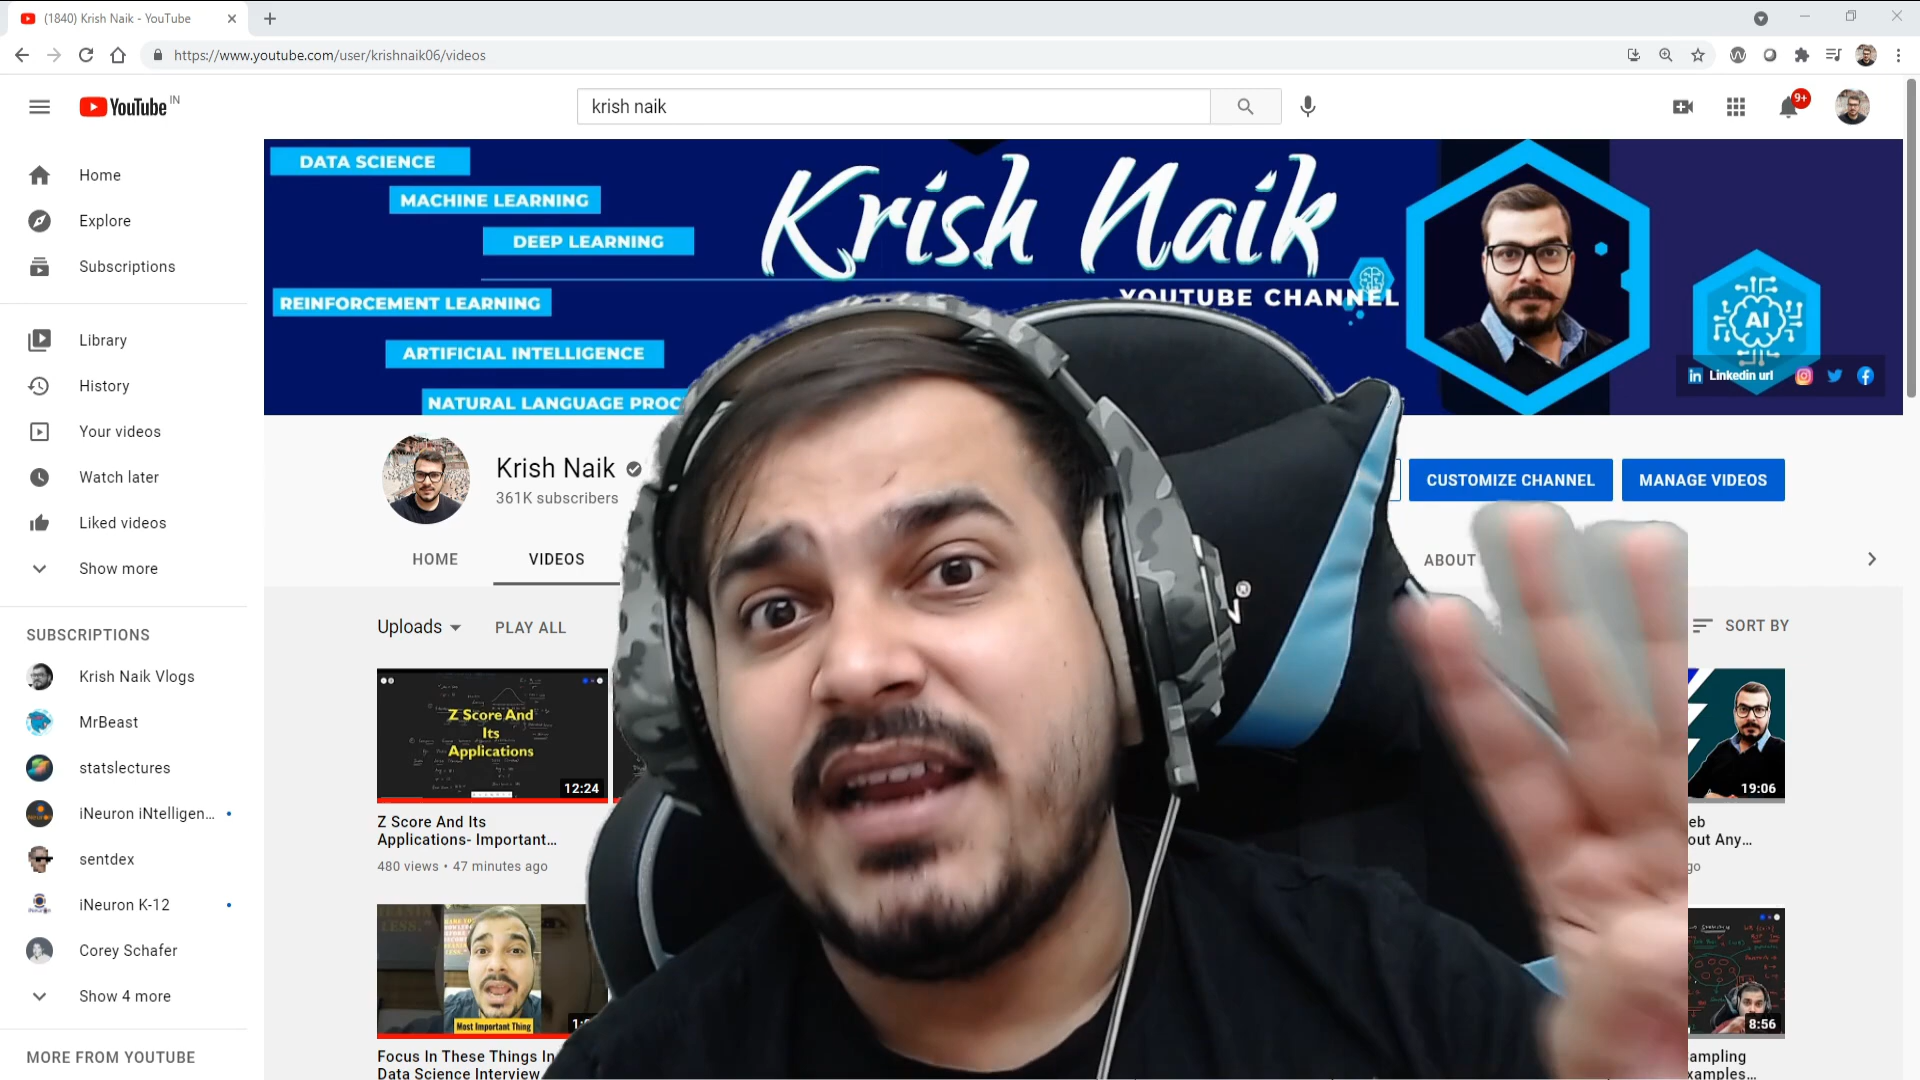 (1840) Krish Naik - YouTube
https://www.youtube.com/user/krishnaik06/videos
YouTube IN
krish naik
9+
Home
Explore
Subscriptions
Library
History
Your videos
Watch later
Liked videos
Show more
SUBSCRIPTIONS
Krish Naik Vlogs
MrBeast
statslectures
iNeuron iNtelligen...
sentdex
iNeuron K-12
Corey Schafer
Show 4 more
MORE FROM YOUTUBE
DATA SCIENCE
MACHINE LEARNING
DEEP LEARNING
REINFORCEMENT LEARNING
ARTIFICIAL INTELLIGENCE
NATURAL LANGUAGE PROC
Krish Naik
YOUTUBE CHANNEL
AI
Linkedin url
Krish Naik
361K subscribers
CUSTOMIZE CHANNEL
MANAGE VIDEOS
HOME
VIDEOS
ABOUT
Uploads
PLAY ALL
SORT BY
Z Score And
Its
Applications
12:24
Z Score And Its
Applications- Important...
480 views • 47 minutes ago
19:06
out Any...
Most Important Thing
Focus In These Things In
Data Science Interview
8:56